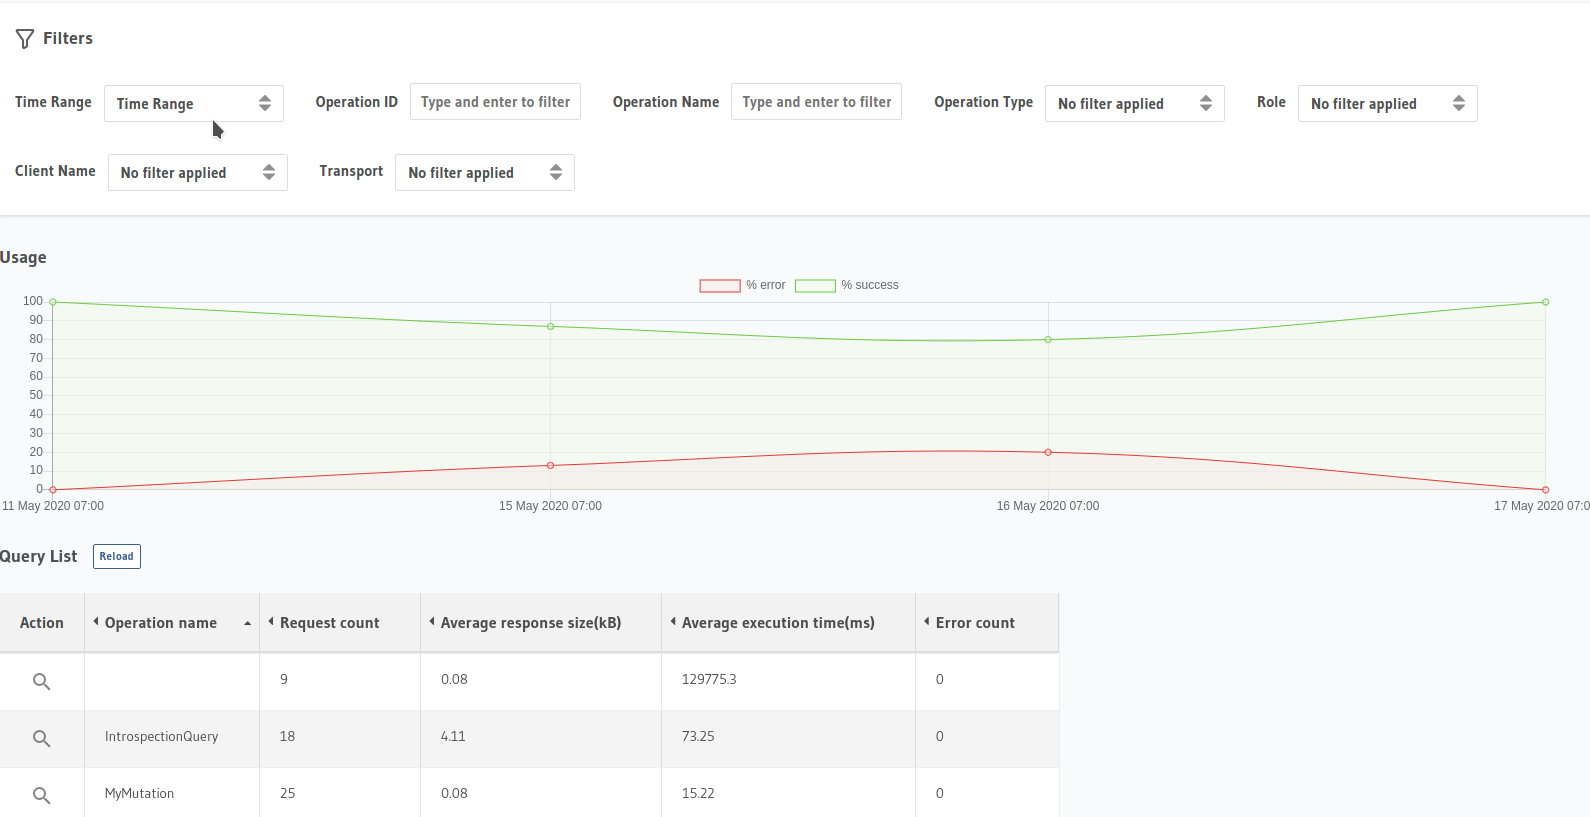 Filters
Time Range Time Range Operation ID Type and enter to filter Operation Name Type and enter to filter Operation Type No filter applied Role No filter applied
Client Name No filter applied Transport No filter applied
Usage
% error % success
100
90
80
70
60
50
40
30
20
10
0
11 May 2020 07:00 15 May 2020 07:00 16 May 2020 07:00 17 May 2020 07:0
Query List Reload
Action Operation name Request count Average response size(kB) Average execution time(ms) Error count
9 0.08 129775.3 0
IntrospectionQuery 18 4.11 73.25 0
MyMutation 25 0.08 15.22 0